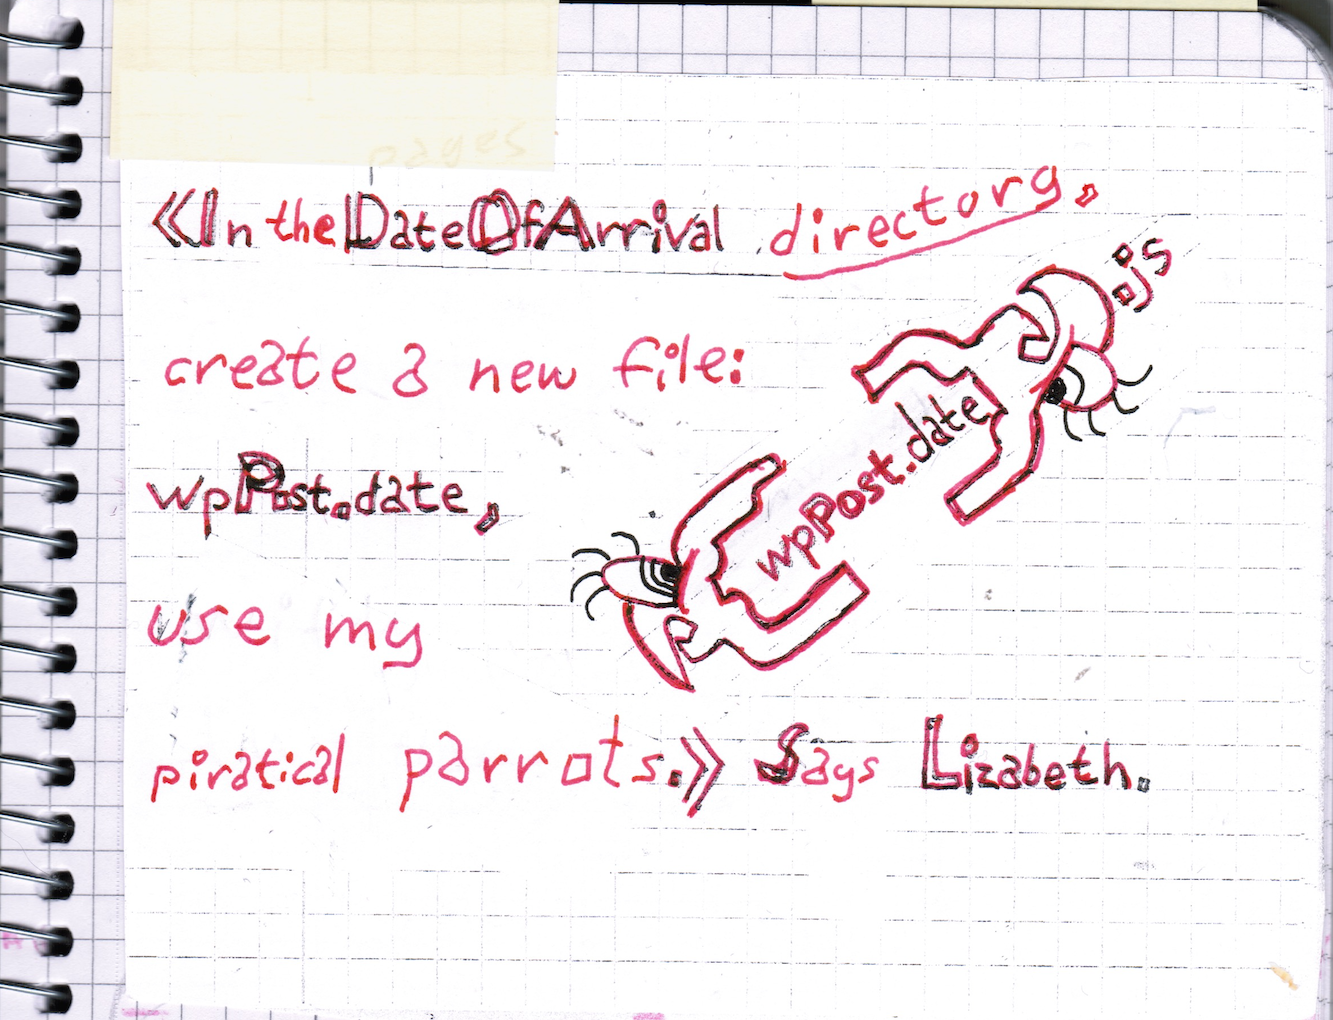 pages
«In the DateOfArrival directory,
create a new file:
.js
wpPost.date
wpPost.date,
use my
piratical parrots.» Says Lizabeth.